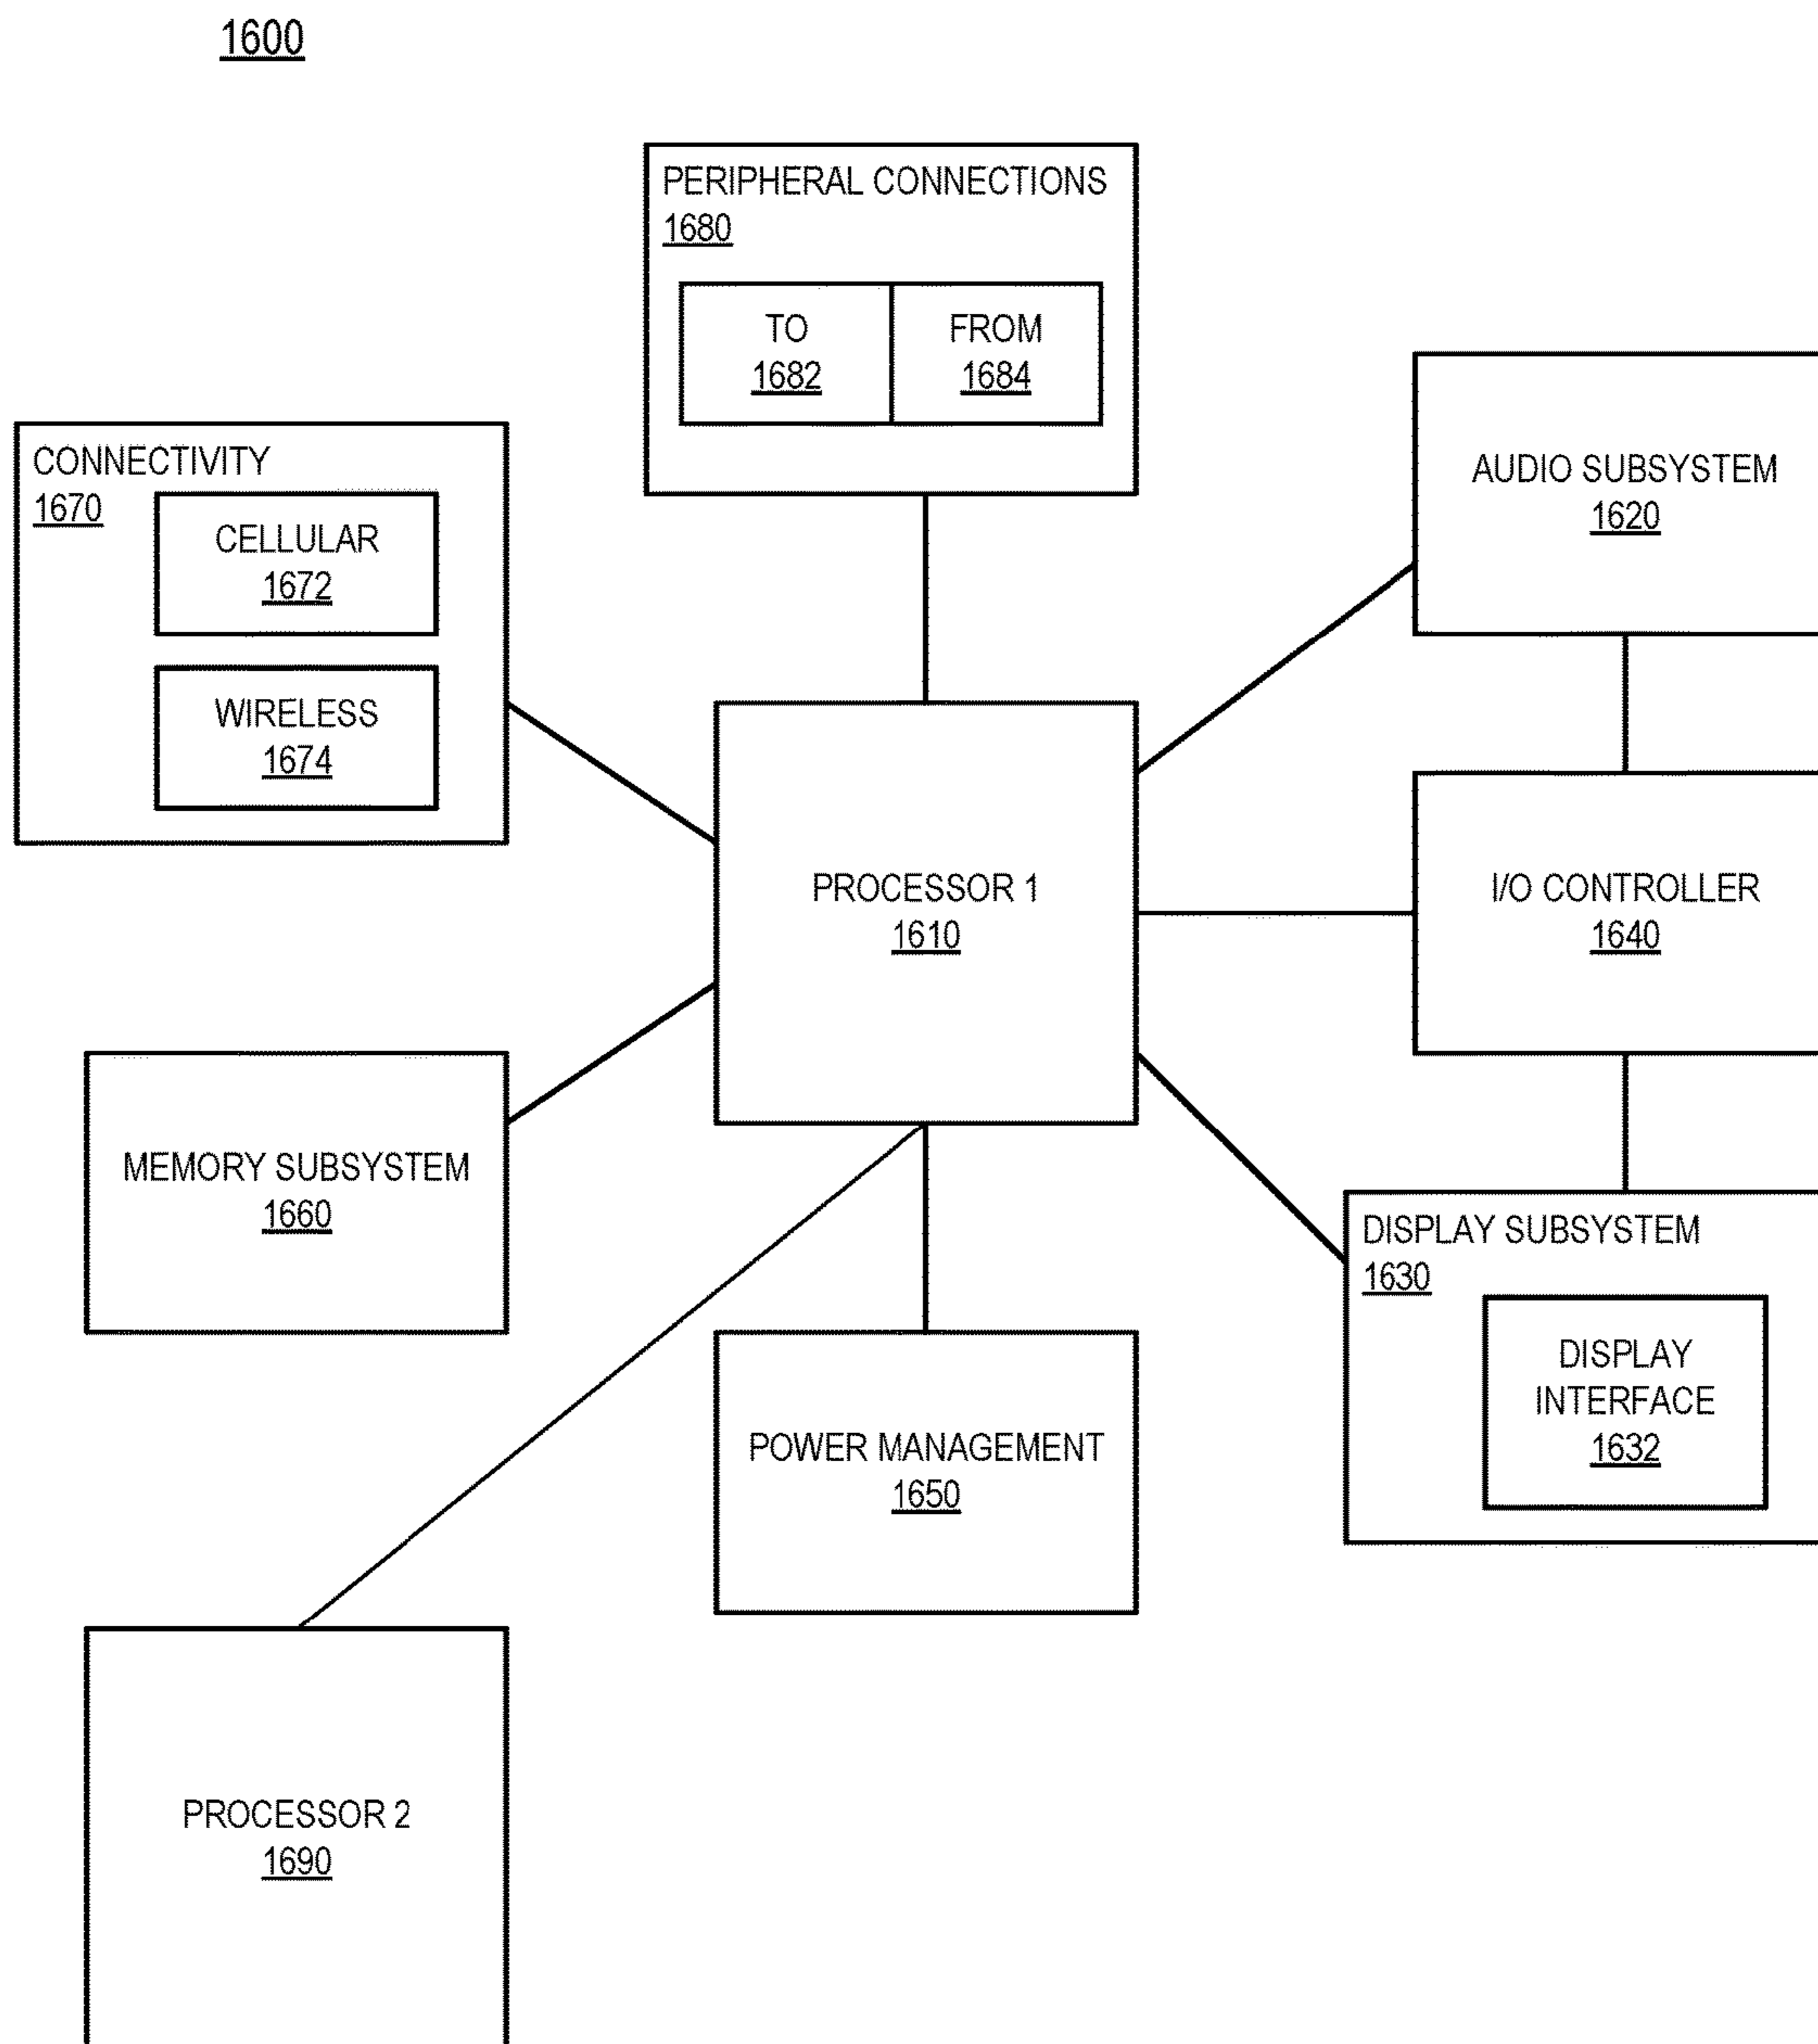 1600
PERIPHERAL CONNECTIONS
1680
TO
1682
FROM
1684
CONNECTIVITY
1670
CELLULAR
1672
WIRELESS
1674
AUDIO SUBSYSTEM
1620
PROCESSOR 1
1610
I/O CONTROLLER
1640
MEMORY SUBSYSTEM
1660
DISPLAY SUBSYSTEM
1630
DISPLAY
INTERFACE
1632
POWER MANAGEMENT
1650
PROCESSOR 2
1690